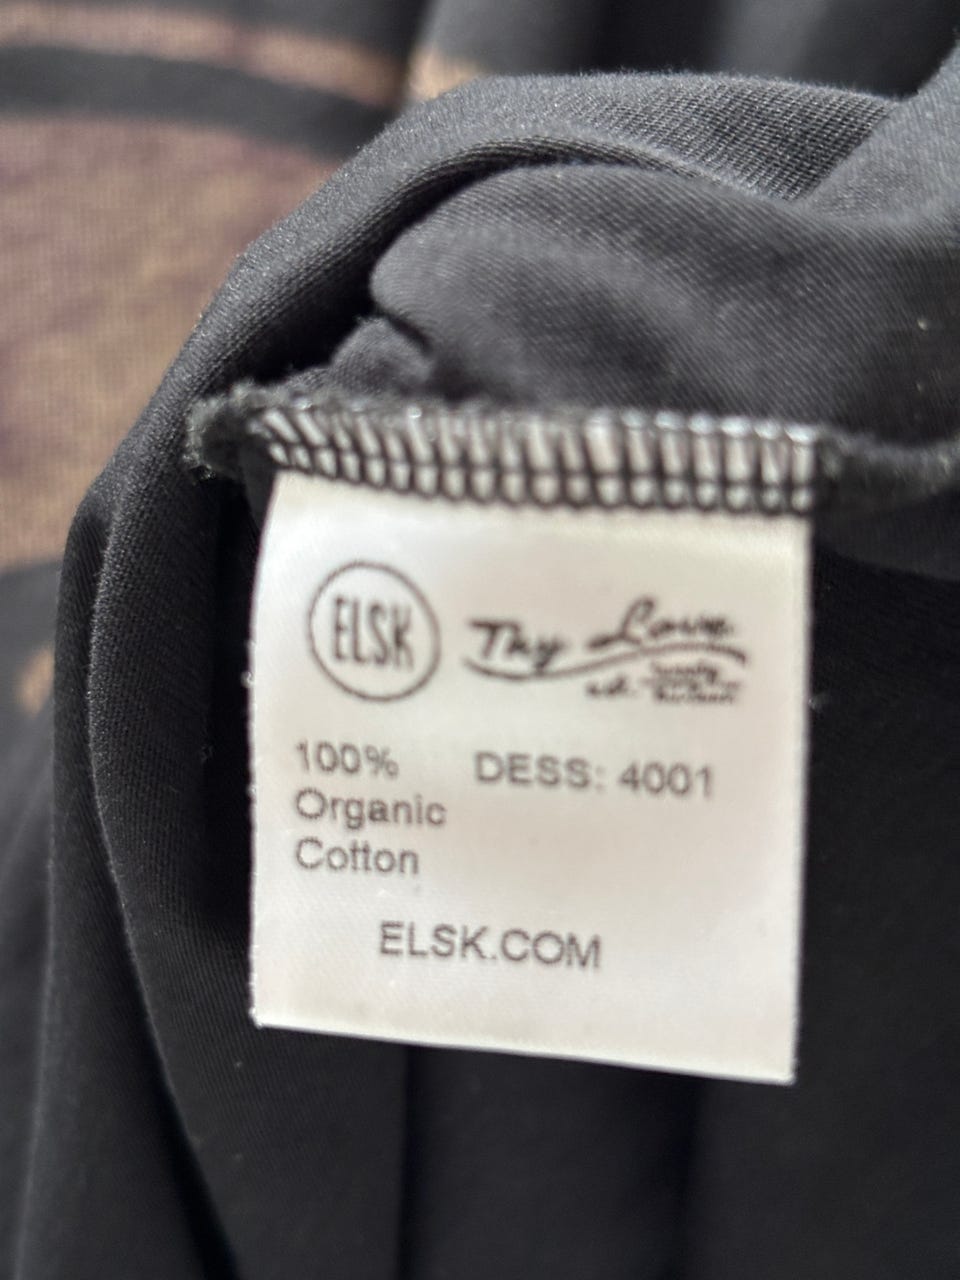 ELSK
Thy Love
100% DESS: 4001
Organic
Cotton
ELSK.COM